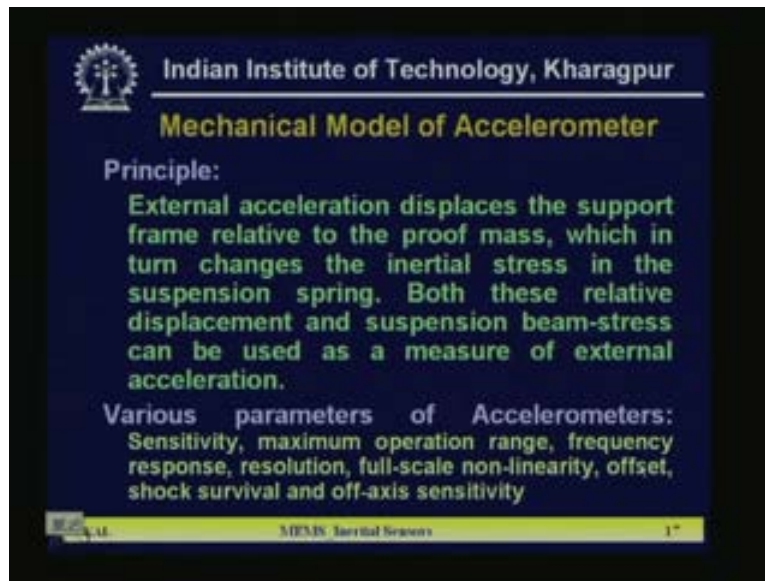 Indian Institute of Technology, Kharagpur
Mechanical Model of Accelerometer
Principle:
External acceleration displaces the support
frame relative to the proof mass, which in
turn changes the inertial stress in the
suspension spring. Both these relative
displacement and suspension beam-stress
can be used as a measure of external
acceleration.
Various parameters of Accelerometers:
Sensitivity, maximum operation range, frequency
response, resolution, full-scale non-linearity, offset,
shock survival and off-axis sensitivity
MEMS Inertial Sensors